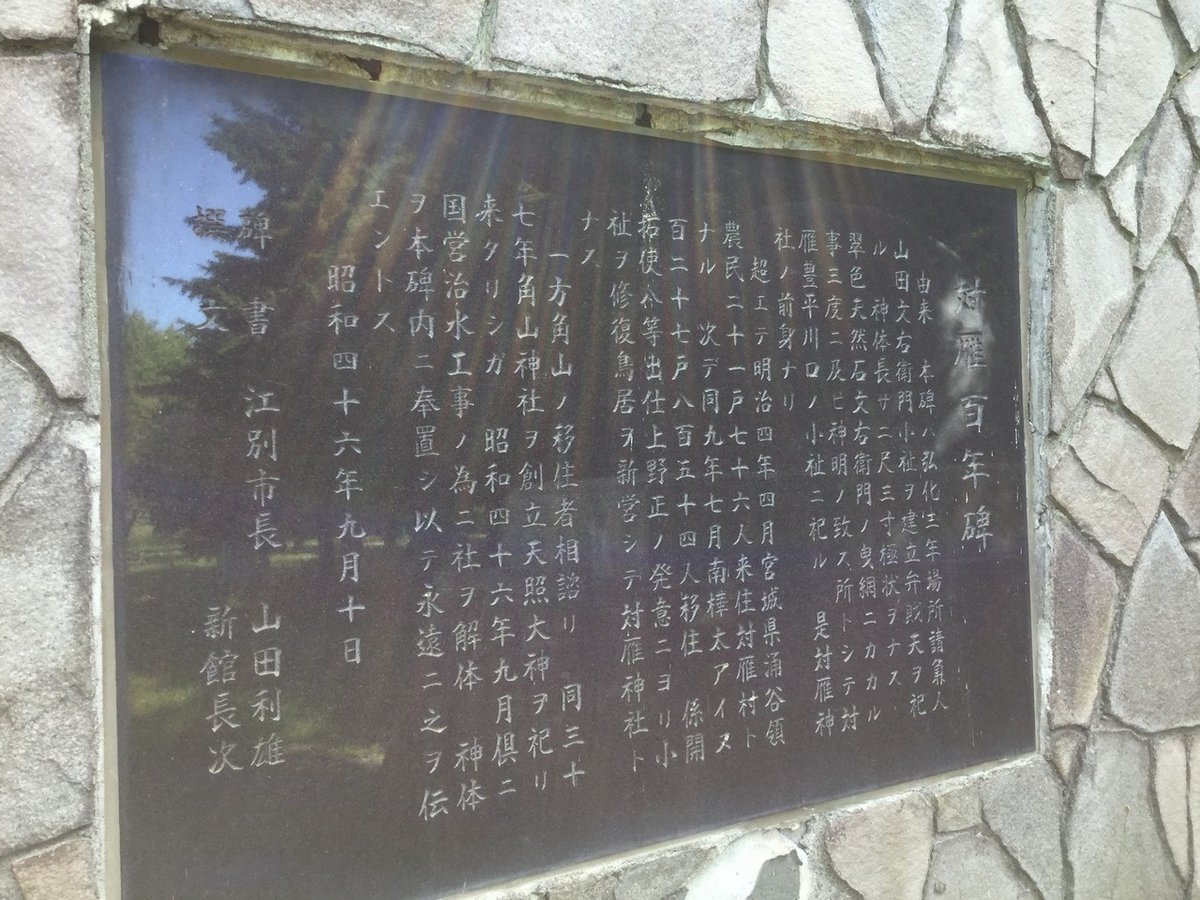 対雁百年碑
由来　本碑ハ弘化三年場所請負人
山田文右衛門小祉ヲ建立弁賎天ヲ祀
ル　神体長サ二尺三寸極状ヲナス
翠色天然石文右衛門ノ曳網ニカカル
事三度ニ及ビ神明ノ致ス所トシテ対
雁豊平川口ノ小社ニ祀ル　是対雁神
社ノ前身ナリ
超エテ明治四年四月宮城県涌谷領
農民二十一戸七十六人来住対雁村ト
ナル　次デ同九年七月南樺太アイヌ
百二十七戸八百五十四人移住　係開
拓使令等出仕上野正ノ発意ニヨリ小
祉ヲ修復鳥居ヲ新営シテ対雁神社ト
ナス
一方角山ノ移住者相諮リ　同三十
七年角山神社ヲ創立天照大神ヲ祀リ
来タリシガ　昭和四十六年九月倶ニ
国営治水工事ノ為ニ社ヲ解体　神体
ヲ本碑内ニ奉置シ以テ永遠ニ之ヲ伝
エントス
昭和四十六年九月十日
碑書　江別市長　山田利雄
撰文　新館長次